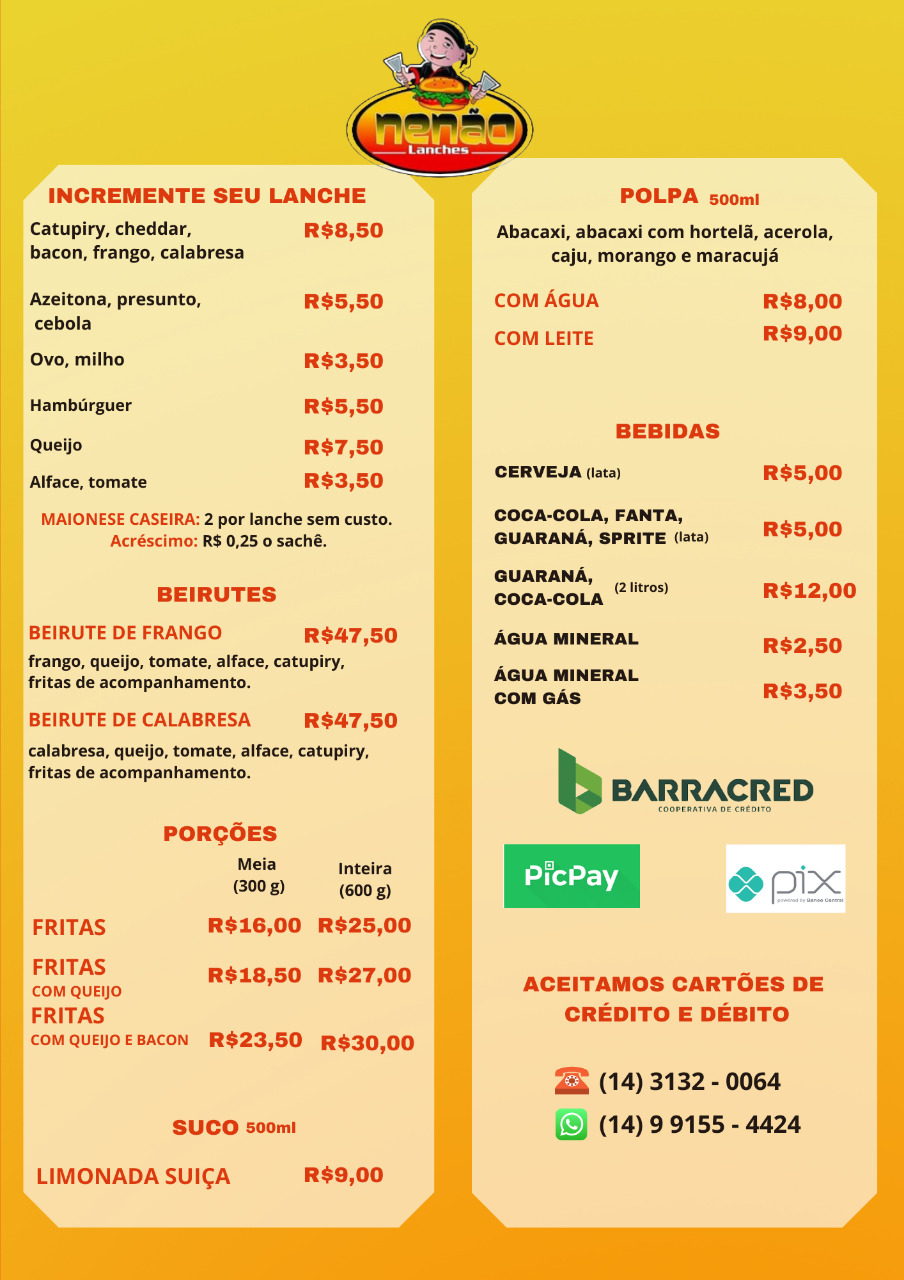 nenão
Lanches
INCREMENTE SEU LANCHE
Catupiry, cheddar,
bacon, frango, calabresa
R$8,50
Azeitona, presunto,
cebola
R$5,50
Ovo, milho
R$3,50
Hambúrguer
R$5,50
Queijo
R$7,50
Alface, tomate
R$3,50
MAIONESE CASEIRA: 2 por lanche sem custo.
Acréscimo: R$ 0,25 o sachê.
BEIRUTES
BEIRUTE DE FRANGO
R$47,50
frango, queijo, tomate, alface, catupiry,
fritas de acompanhamento.
BEIRUTE DE CALABRESA
R$47,50
calabresa, queijo, tomate, alface, catupiry,
fritas de acompanhamento.
PORÇÕES
Meia
(300 g)
Inteira
(600 g)
FRITAS
R$16,00 R$25,00
FRITAS
COM QUEIJO
R$18,50 R$27,00
FRITAS
COM QUEIJO E BACON
R$23,50 R$30,00
SUCO 500ml
LIMONADA SUIÇA
R$9,00
POLPA 500ml
Abacaxi, abacaxi com hortelã, acerola,
caju, morango e maracujá
COM ÁGUA
R$8,00
COM LEITE
R$9,00
BEBIDAS
CERVEJA (lata)
R$5,00
COCA-COLA, FANTA,
GUARANÁ, SPRITE (lata)
R$5,00
GUARANÁ,
COCA-COLA
(2 litros)
R$12,00
ÁGUA MINERAL
R$2,50
ÁGUA MINERAL
COM GÁS
R$3,50
BARRACRED
COOPERATIVA DE CRÉDITO
PicPay
pix
powered by Banco Central
ACEITAMOS CARTÕES DE
CRÉDITO E DÉBITO
(14) 3132 - 0064
(14) 9 9155 - 4424